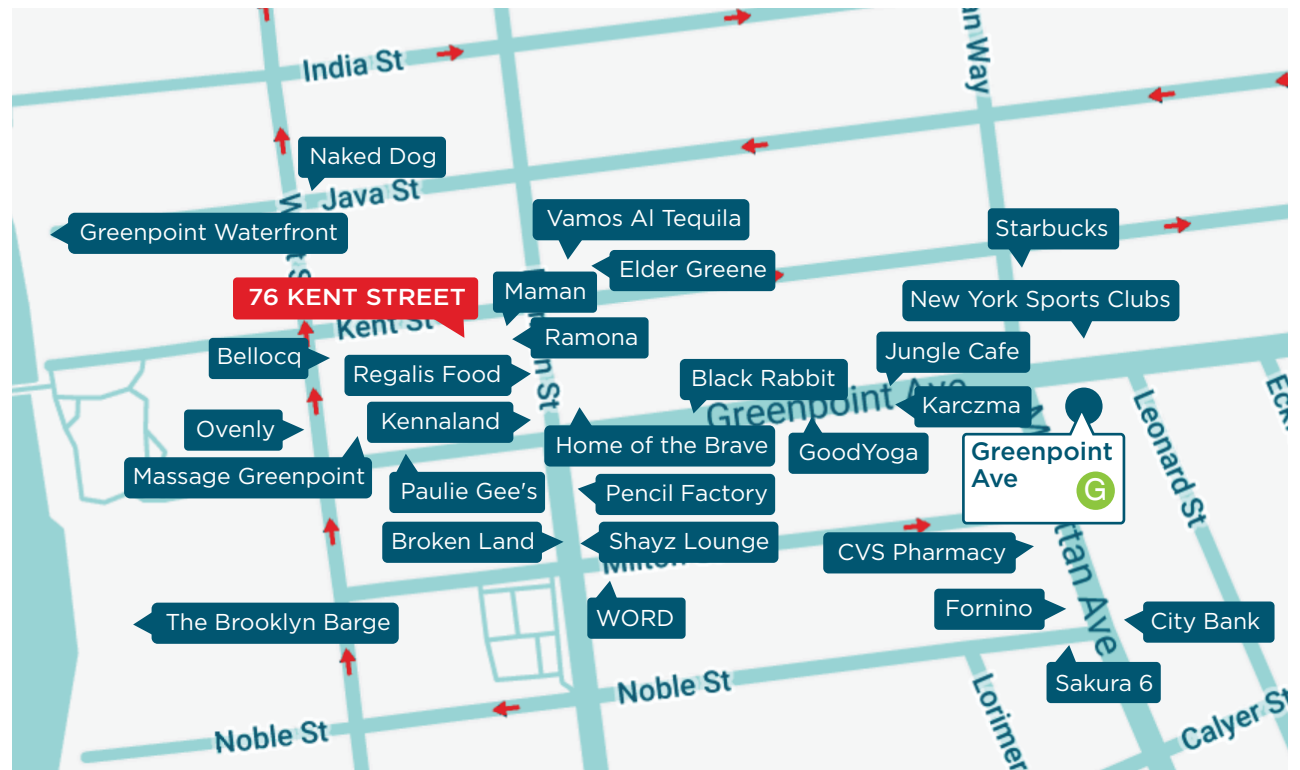 an Way
India St
Naked Dog
Java St
Vamos Al Tequila
Greenpoint Waterfront
Starbucks
Elder Greene
76 KENT STREET
Maman
New York Sports Clubs
Kent St
Ramona
Bellocq
Jungle Cafe
Regalis Food
Black Rabbit
Greenpoint Ave
Karczma
Kennaland
Ovenly
Home of the Brave
GoodYoga
Greenpoint
Ave
G
Leonard St
Massage Greenpoint
Paulie Gee's
Pencil Factory
Broken Land
Shayz Lounge
CVS Pharmacy
WORD
Fornino
City Bank
The Brooklyn Barge
Sakura 6
Noble St
Noble St
Lorimer
Calyer St